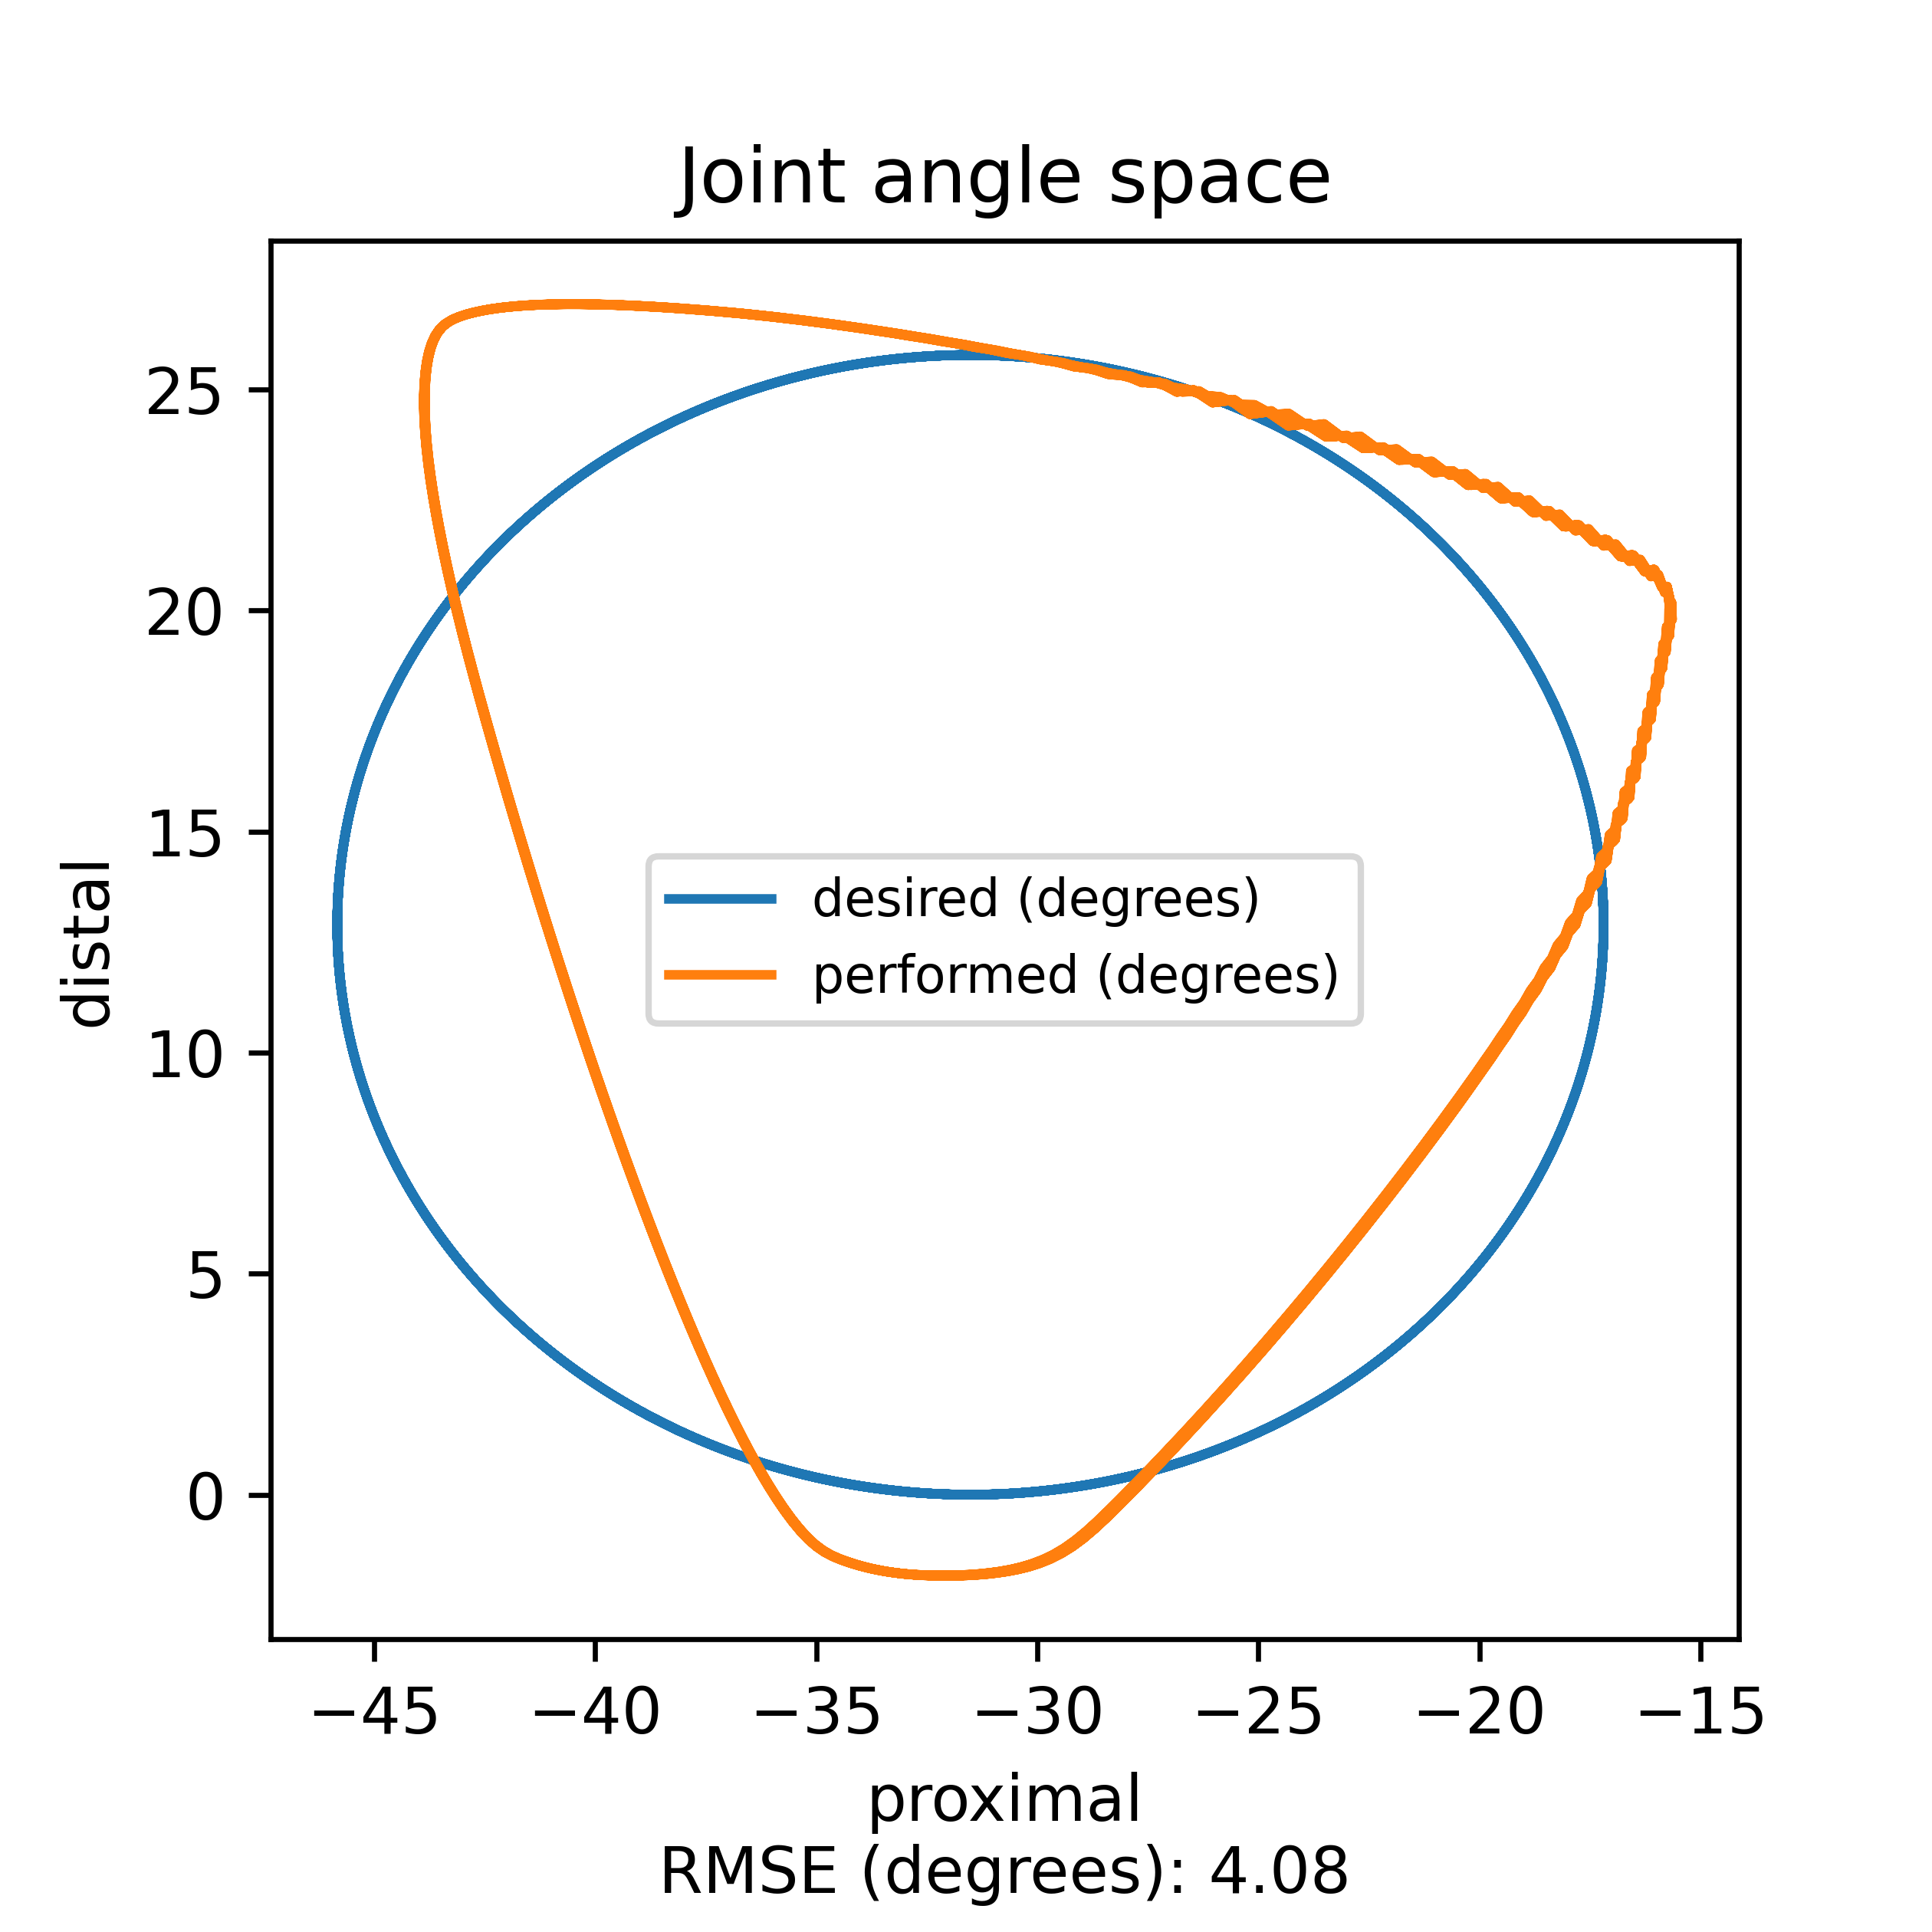 Joint angle space
25
20
15
10
5
0
distal
desired (degrees)
performed (degrees)
−45 −40 −35 −30 −25 −20 −15
proximal
RMSE (degrees): 4.08